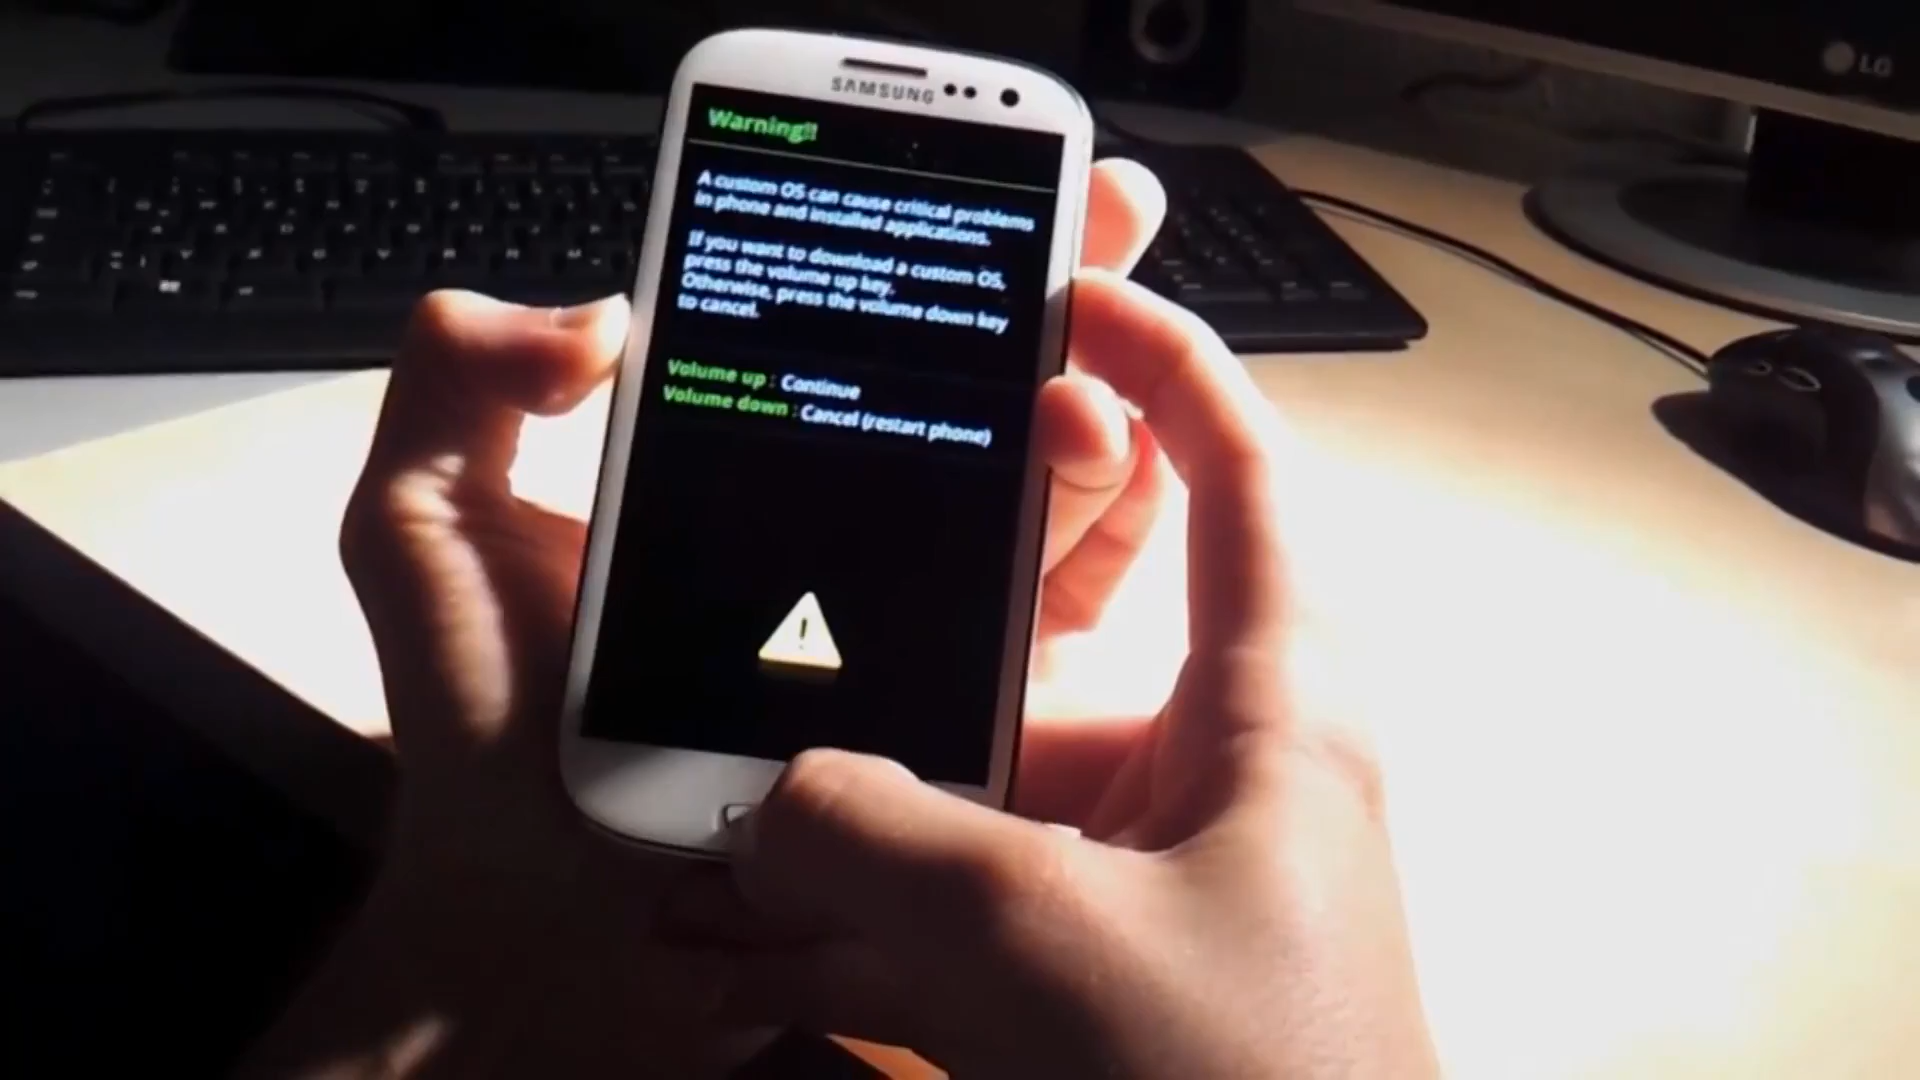 SAMSUNG
LG
Warning!!
A custom OS can cause critical problems
in phone and installed applications.
If you want to download a custom OS,
press the volume up key.
Otherwise, press the volume down key
to cancel.
Volume up : Continue
Volume down : Cancel (restart phone)